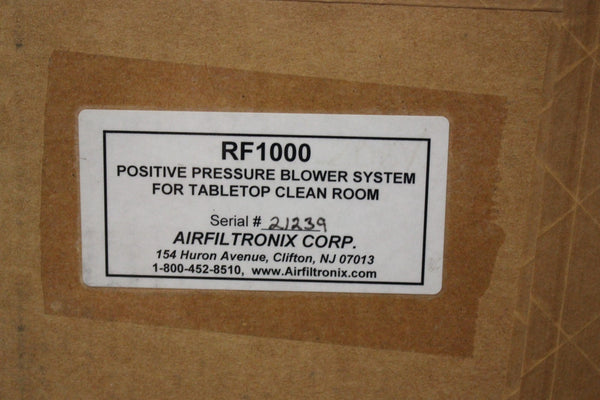 RF1000
POSITIVE PRESSURE BLOWER SYSTEM
FOR TABLETOP CLEAN ROOM
Serial # 21239
AIRFILTRONIX CORP.
154 Huron Avenue, Clifton, NJ 07013
1-800-452-8510, www.Airfiltronix.com